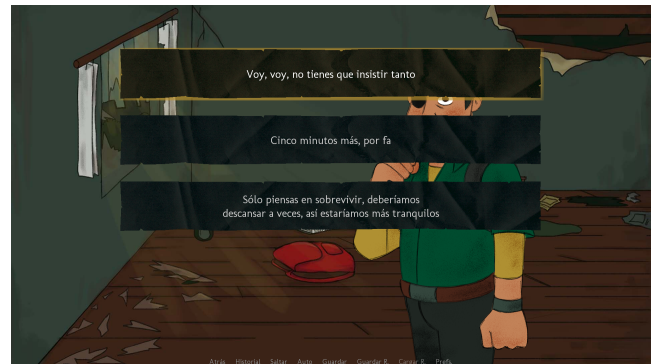 Voy, voy, no tienes que insistir tanto
Cinco minutos más, por fa
Sólo piensas en sobrevivir, deberíamos
descansar a veces, así estaríamos más tranquilos
Atrás Historial Saltar Auto Guardar Guardar R. Cargar R. Prefs.